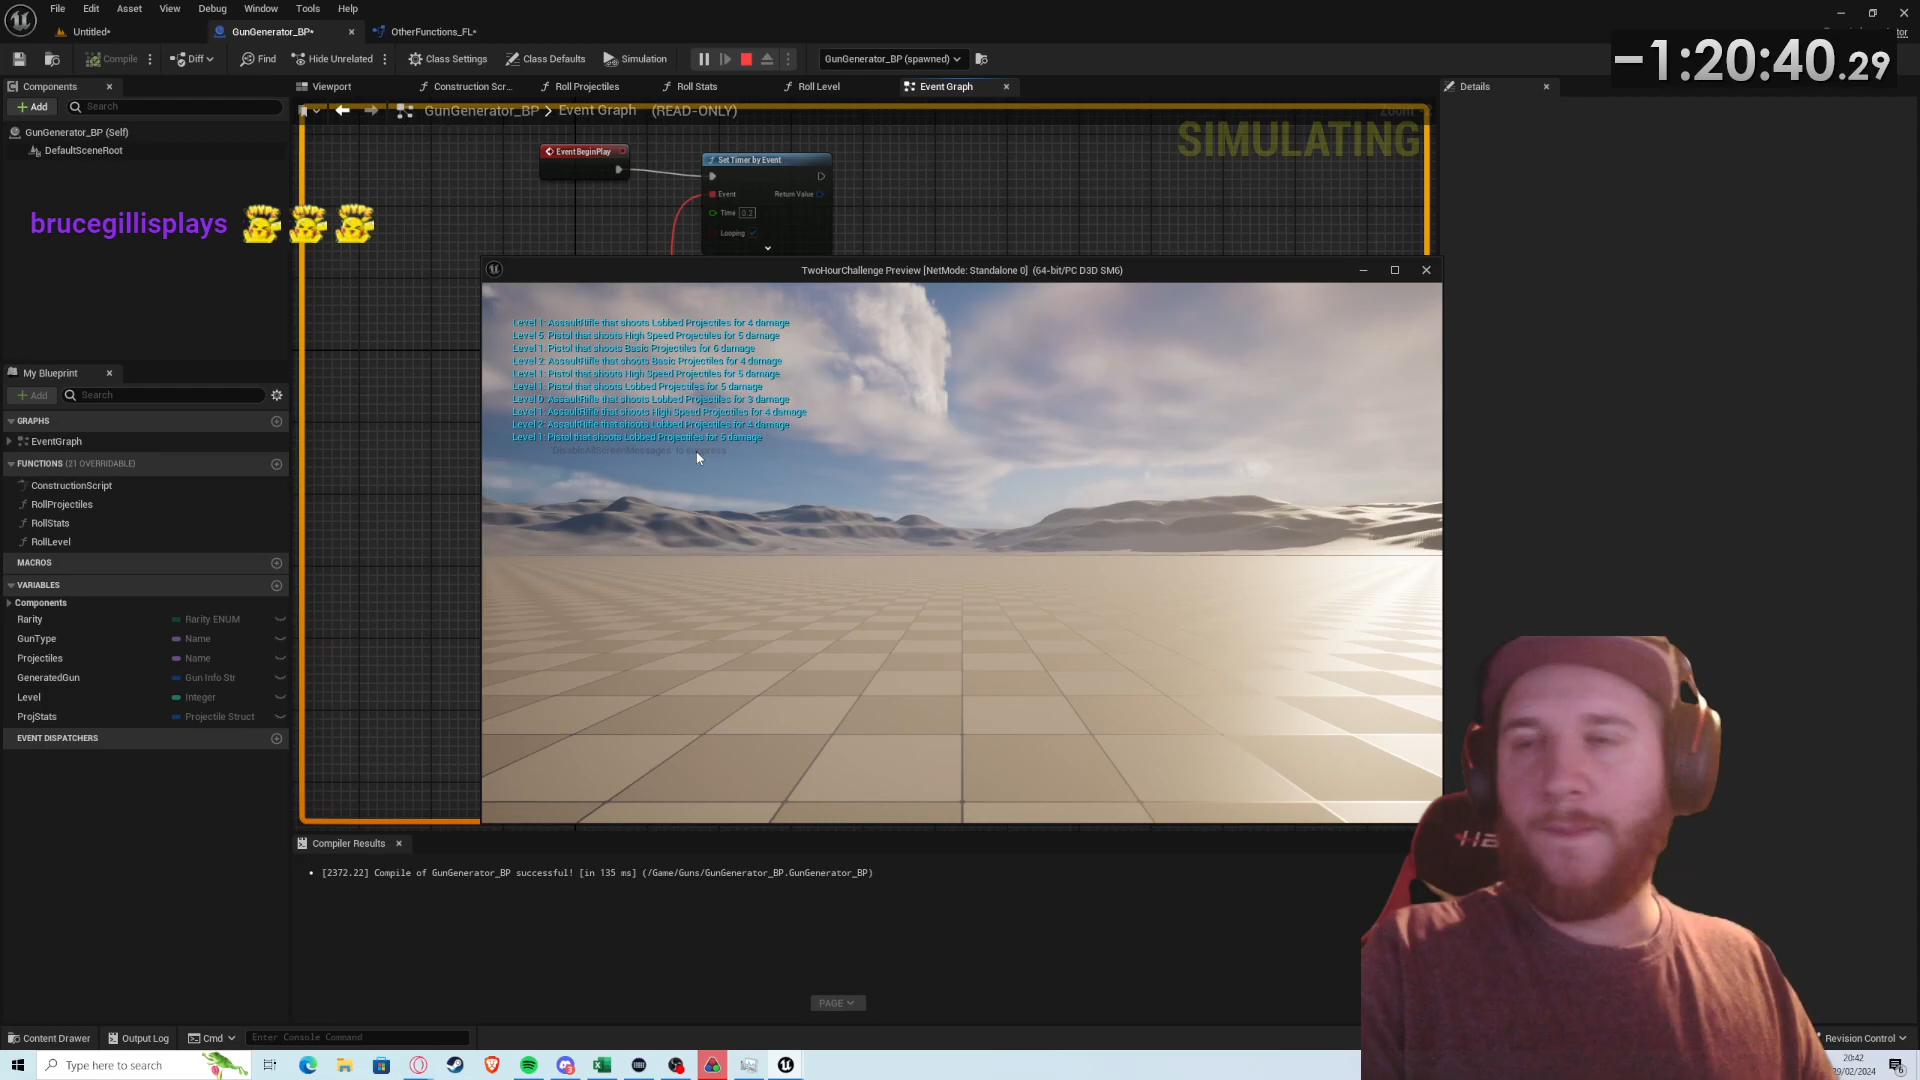 File Edit Asset View Window Debug Tools Help
Untitled*
GunGenerator_BP*
OtherFunctions_FL*
Compile
Diff
Find
Hide Unrelated
Class Settings
Class Defaults
Simulation
GunGenerator_BP (spawned)
−1:20:40.29
Components
Add
Search
GunGenerator_BP (Self)
DefaultSceneRoot
brucegillisplays
Viewport
Construction Scr...
Roll Projectiles
Roll Stats
Roll Level
Event Graph
Details
GunGenerator_BP > Event Graph (READ-ONLY)
SIMULATING
Event BeginPlay
Set Timer by Event
Event
Return Value
Time 0.2
Looping
TwoHourChallenge Preview [NetMode: Standalone 0] (64-bit/PC D3D SM6)
Level 1: AssaultRifle that shoots Lobbed Projectiles for 4 damage
Level 5: Pistol that shoots High Speed Projectiles for 5 damage
Level 1: Pistol that shoots Basic Projectiles for 6 damage
Level 2: AssaultRifle that shoots Basic Projectiles for 4 damage
Level 1: Pistol that shoots High Speed Projectiles for 5 damage
Level 1: Pistol that shoots Lobbed Projectiles for 5 damage
Level 0: AssaultRifle that shoots Lobbed Projectiles for 3 damage
Level 1: AssaultRifle that shoots High Speed Projectiles for 4 damage
Level 2: AssaultRifle that shoots Lobbed Projectiles for 4 damage
Level 1: Pistol that shoots Lobbed Projectiles for 5 damage
DisableAllScreenMessages' to suppress
My Blueprint
Add
Search
GRAPHS
EventGraph
FUNCTIONS (21 OVERRIDABLE)
ConstructionScript
RollProjectiles
RollStats
RollLevel
MACROS
VARIABLES
Components
Rarity Rarity ENUM
GunType Name
Projectiles Name
GeneratedGun Gun Info Str
Level Integer
ProjStats Projectile Struct
EVENT DISPATCHERS
Compiler Results
[2372.22] Compile of GunGenerator_BP successful! [in 135 ms] (/Game/Guns/GunGenerator_BP.GunGenerator_BP)
PAGE
Content Drawer
Output Log
Cmd
Enter Console Command
Revision Control
Type here to search
20:42
29/02/2024